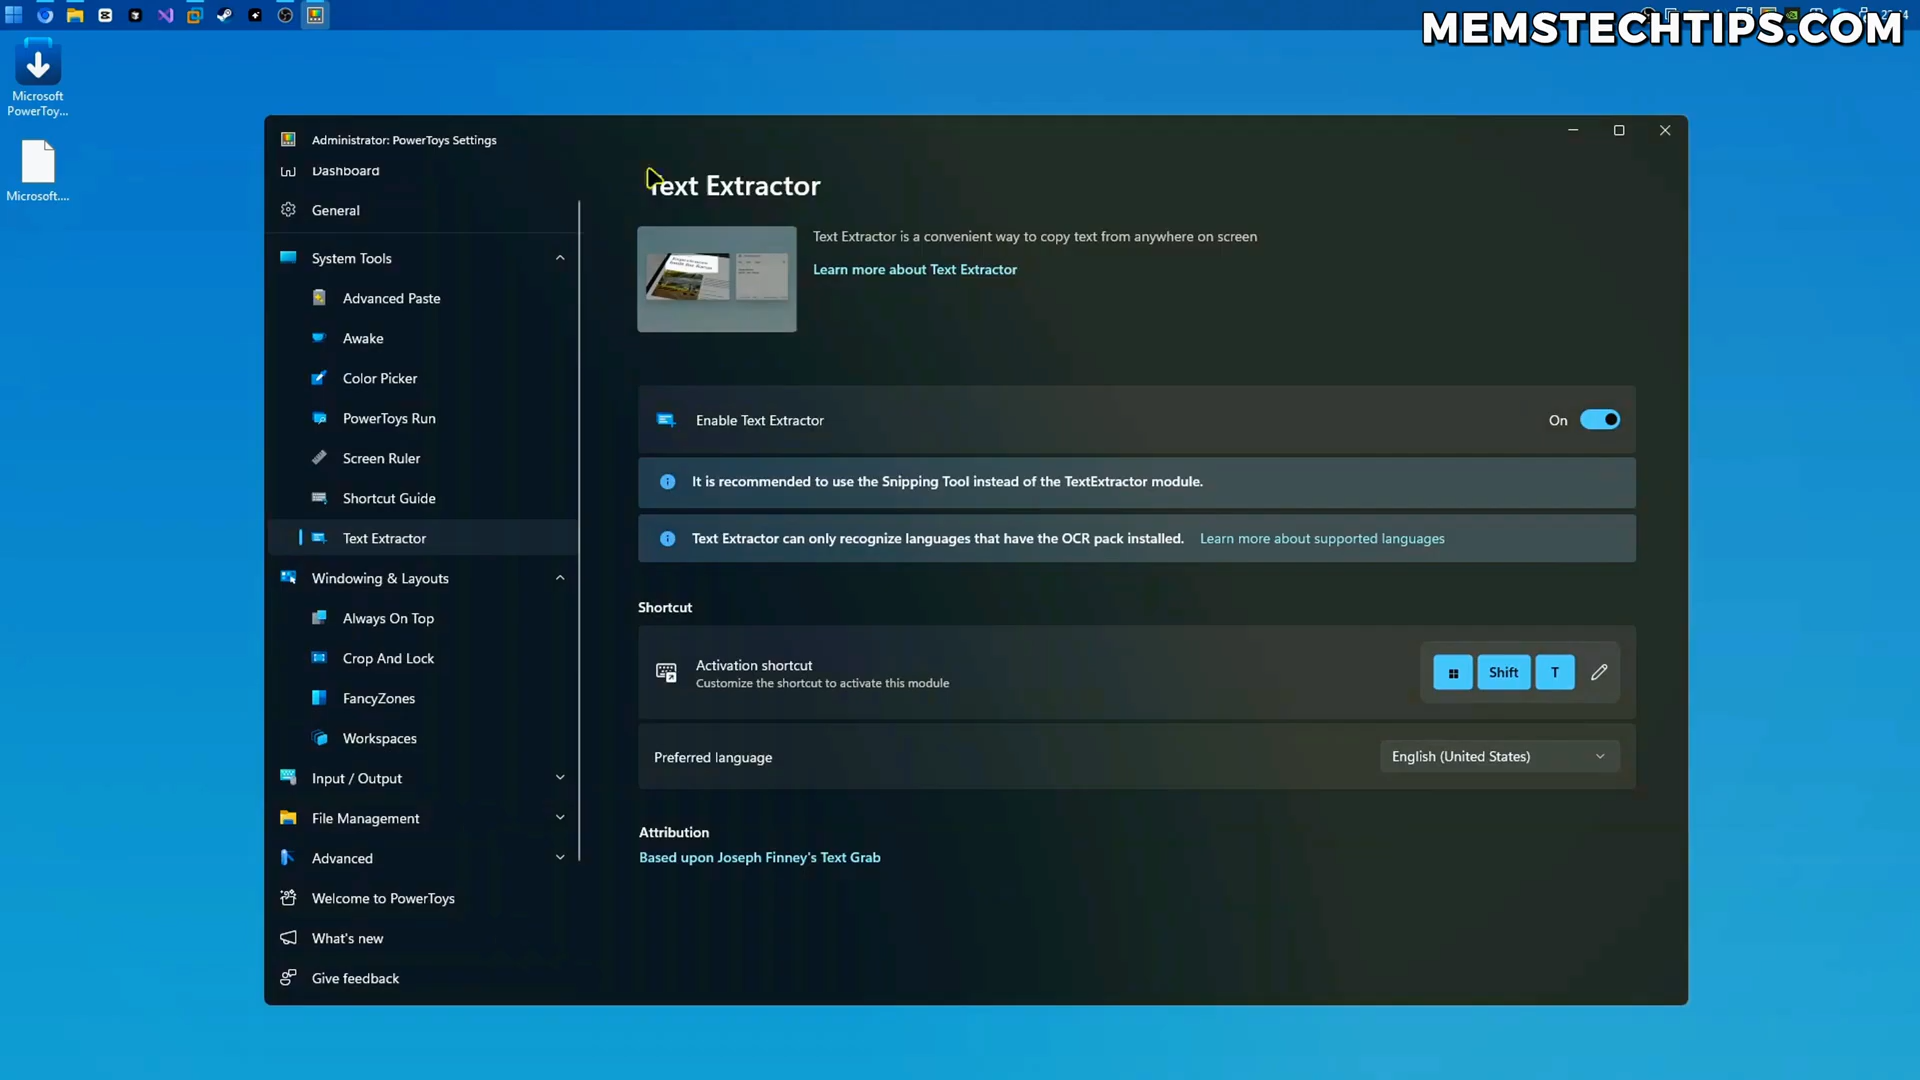 MEMSTECHTIPS.COM
Microsoft
PowerToy...
Microsoft....
Administrator: PowerToys Settings
Dashboard
General
System Tools
Advanced Paste
Awake
Color Picker
PowerToys Run
Screen Ruler
Shortcut Guide
Text Extractor
Windowing & Layouts
Always On Top
Crop And Lock
FancyZones
Workspaces
Input / Output
File Management
Advanced
Welcome to PowerToys
What's new
Give feedback
Text Extractor
Text Extractor is a convenient way to copy text from anywhere on screen
Learn more about Text Extractor
Enable Text Extractor
On
It is recommended to use the Snipping Tool instead of the TextExtractor module.
Text Extractor can only recognize languages that have the OCR pack installed. Learn more about supported languages
Shortcut
Activation shortcut
Customize the shortcut to activate this module
Shift
T
Preferred language
English (United States)
Attribution
Based upon Joseph Finney's Text Grab